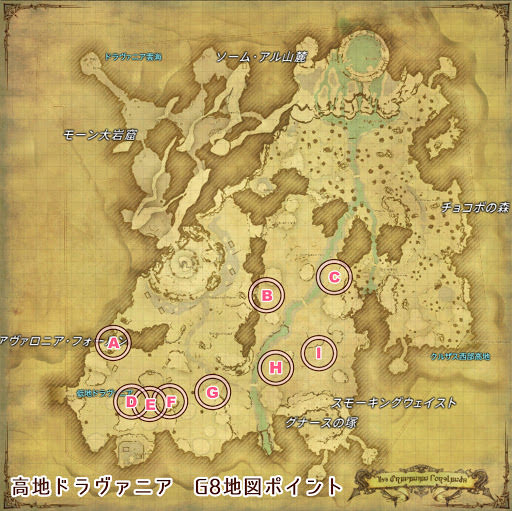 ドラヴァニア雲海
ソーム・アル山麓
モーン大岩窟
チョコボの森
C
B
A
アヴァロニア・フォールン
I
クルザス西部高地
H
G
D
E
F
スモーキングウェイスト
グナースの塚
高地ドラヴァニア G8地図ポイント